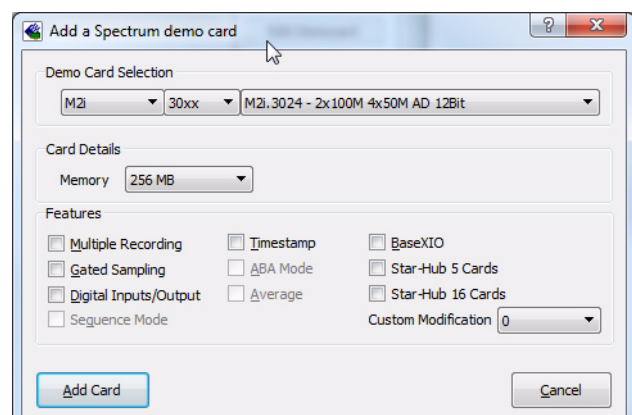 Add a Spectrum demo card
Demo Card Selection
M2i 30xx M2i.3024 - 2x100M 4x50M AD 12Bit
Card Details
Memory 256 MB
Features
Multiple Recording Timestamp BaseXIO
Gated Sampling ABA Mode Star-Hub 5 Cards
Digital Inputs/Output Average Star-Hub 16 Cards
Sequence Mode Custom Modification 0
Add Card Cancel